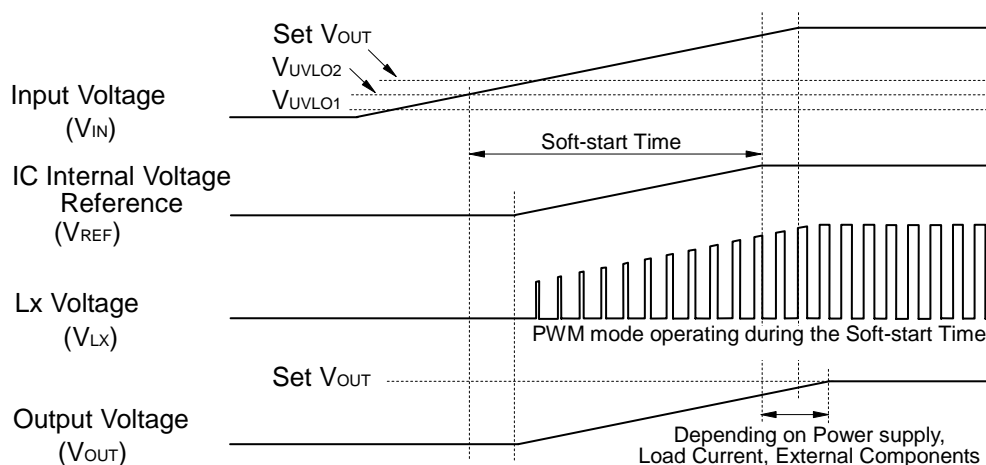 Set VOUT
VUVLO2
VUVLO1
Input Voltage
(VIN)
Soft-start Time
IC Internal Voltage
Reference
(VREF)
Lx Voltage
(VLX)
PWM mode operating during the Soft-start Time
Set VOUT
Output Voltage
(VOUT)
Depending on Power supply,
Load Current, External Components